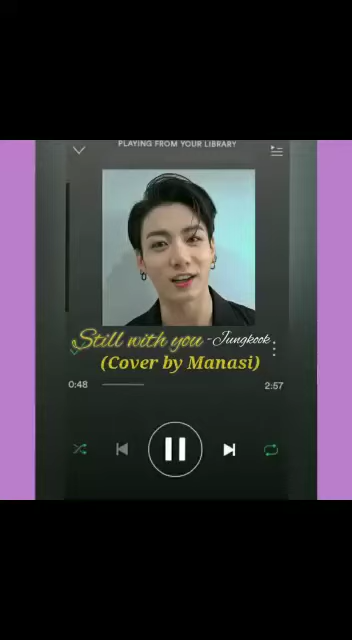 PLAYING FROM YOUR LIBRARY
Still with you - Jungkook
(Cover by Manasi)
0:48 2:57